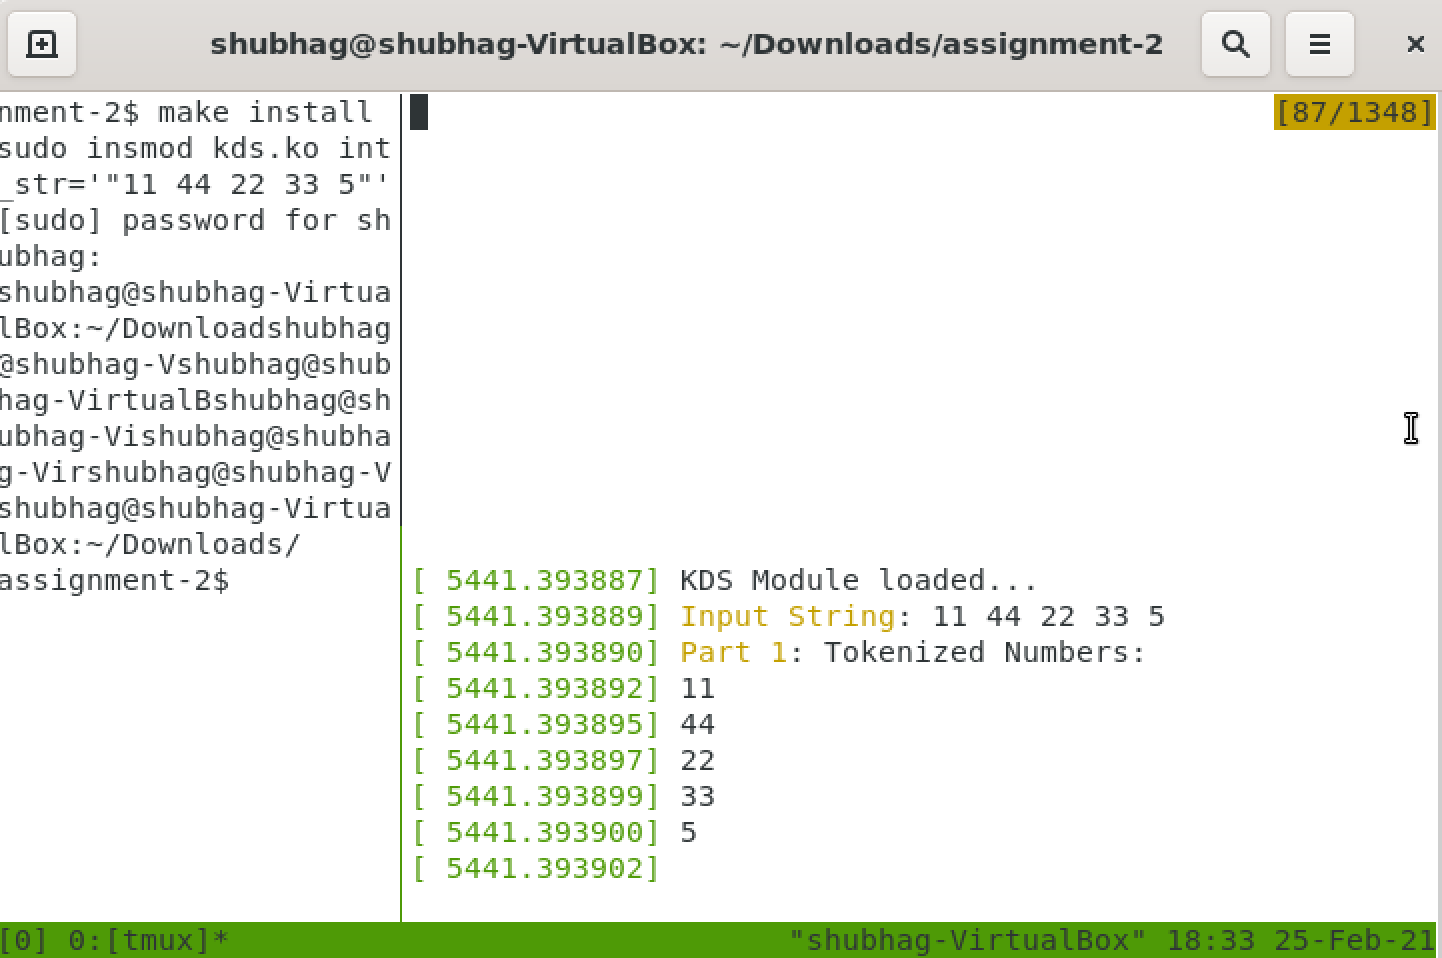 shubhag@shubhag-VirtualBox: ~/Downloads/assignment-2
nment-2$ make install
sudo insmod kds.ko int
_str='"11 44 22 33 5"'
[sudo] password for sh
ubhag:
shubhag@shubhag-Virtua
lBox:~/Downloadshubhag
@shubhag-Vshubhag@shub
hag-VirtualBshubhag@sh
ubhag-Vishubhag@shubha
g-Virshubhag@shubhag-V
shubhag@shubhag-Virtua
lBox:~/Downloads/
assignment-2$
[87/1348]
[ 5441.393887] KDS Module loaded...
[ 5441.393889] Input String: 11 44 22 33 5
[ 5441.393890] Part 1: Tokenized Numbers:
[ 5441.393892] 11
[ 5441.393895] 44
[ 5441.393897] 22
[ 5441.393899] 33
[ 5441.393900] 5
[ 5441.393902]
[0] 0:[tmux]* "shubhag-VirtualBox" 18:33 25-Feb-21